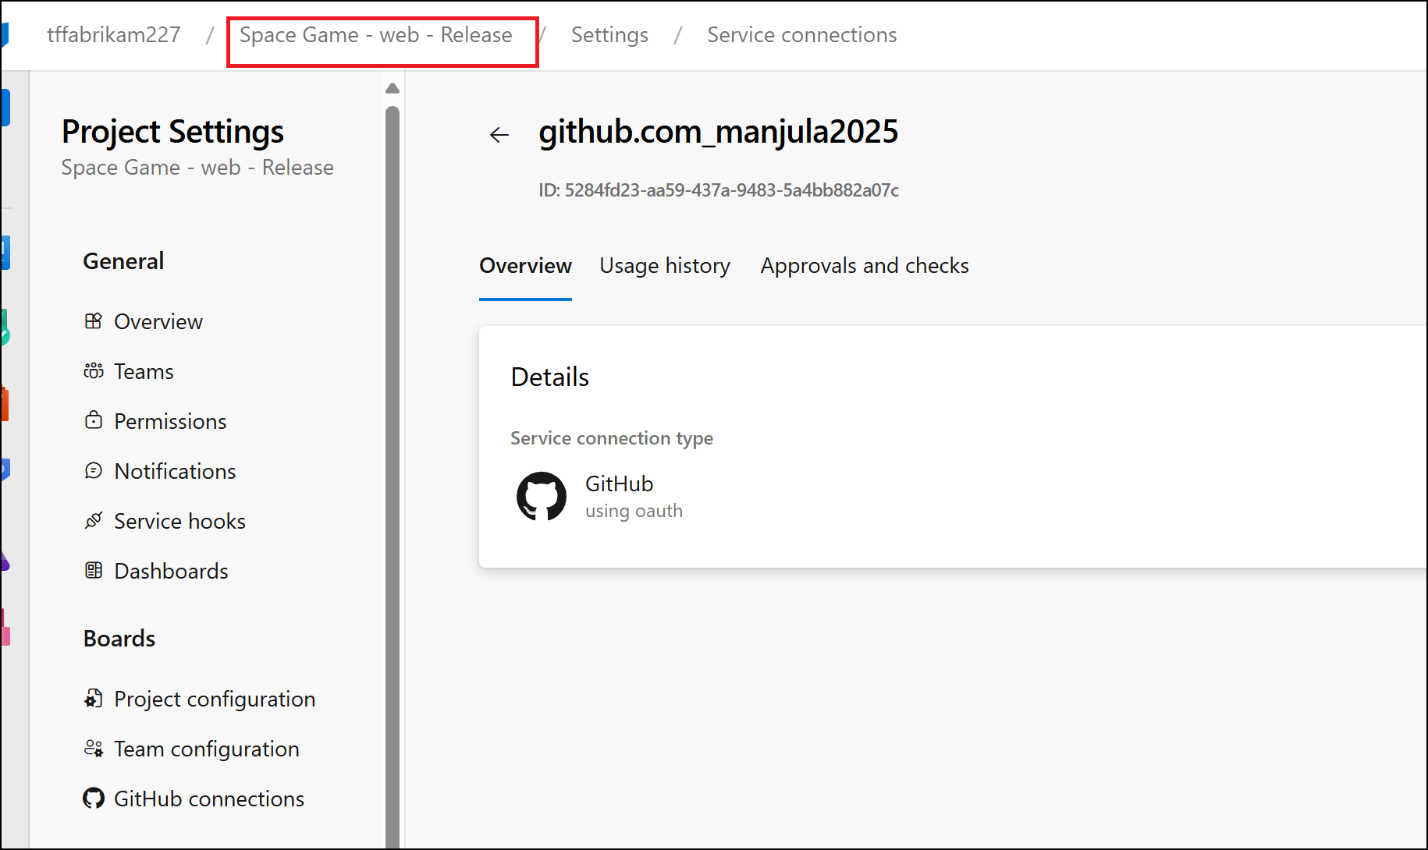 tffabrikam227 / Space Game - web - Release / Settings / Service connections
Project Settings
Space Game - web - Release
General
Overview
Teams
Permissions
Notifications
Service hooks
Dashboards
Boards
Project configuration
Team configuration
GitHub connections
github.com_manjula2025
ID: 5284fd23-aa59-437a-9483-5a4bb882a07c
Overview Usage history Approvals and checks
Details
Service connection type
GitHub
using oauth